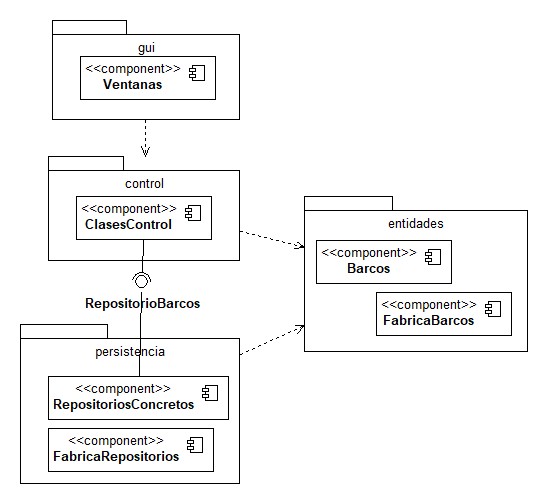 gui
<<component>>
Ventanas
control
<<component>>
ClasesControl
entidades
<<component>>
Barcos
<<component>>
FabricaBarcos
RepositorioBarcos
persistencia
<<component>>
RepositoriosConcretos
<<component>>
FabricaRepositorios